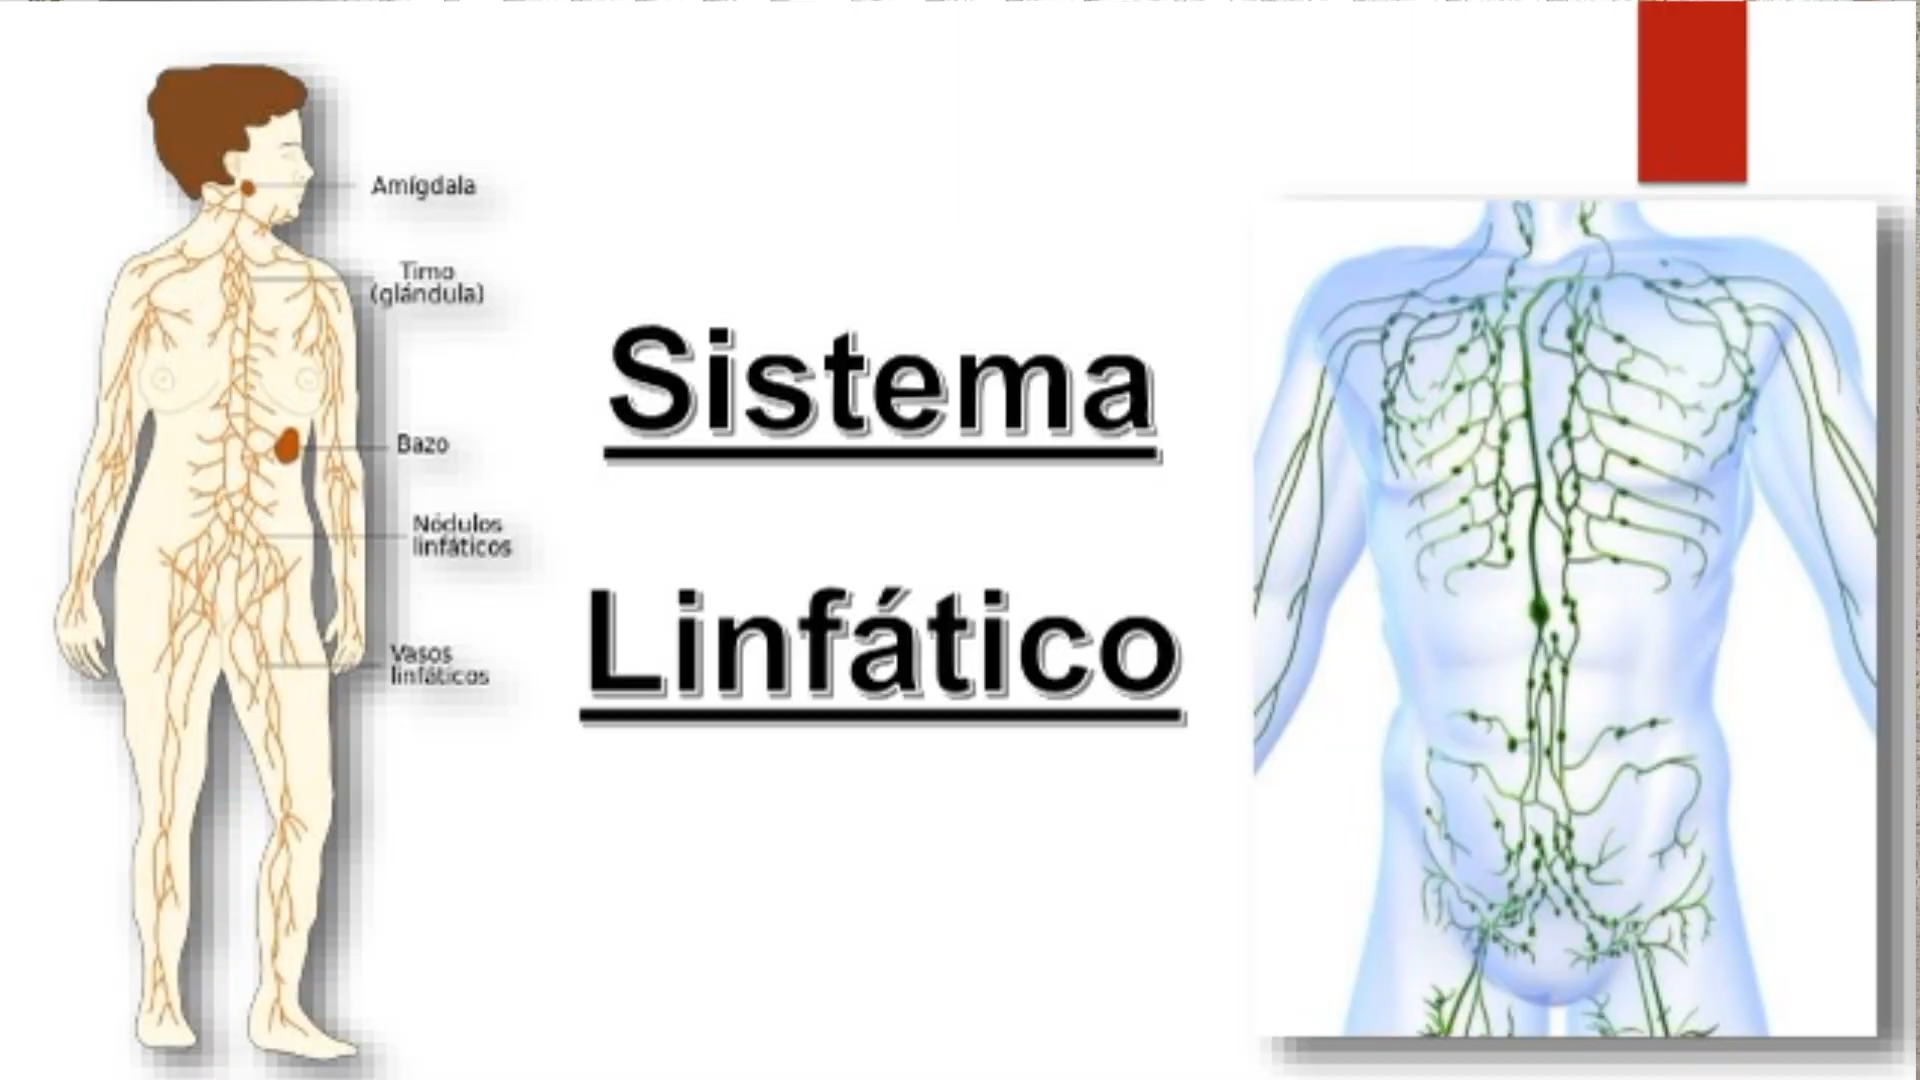 Amígdala
Timo
(glándula)
Sistema
Bazo
Nódulos
linfáticos
Linfático
Vasos
linfáticos